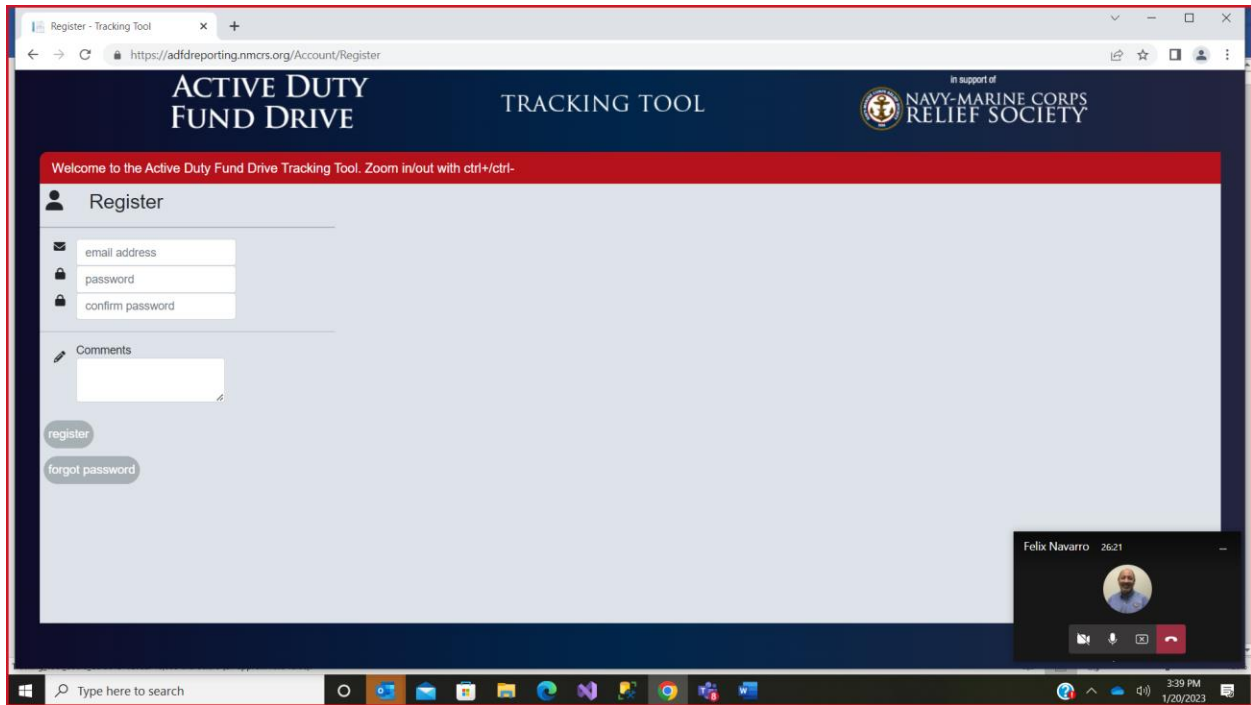 Register - Tracking Tool
https://adfdreporting.nmcrs.org/Account/Register
ACTIVE DUTY
FUND DRIVE
TRACKING TOOL
in support of
NAVY-MARINE CORPS
RELIEF SOCIETY
Welcome to the Active Duty Fund Drive Tracking Tool. Zoom in/out with ctrl+/ctrl-
Register
email address
password
confirm password
Comments
register
forgot password
Felix Navarro 26:21
Type here to search
3:39 PM
1/20/2023